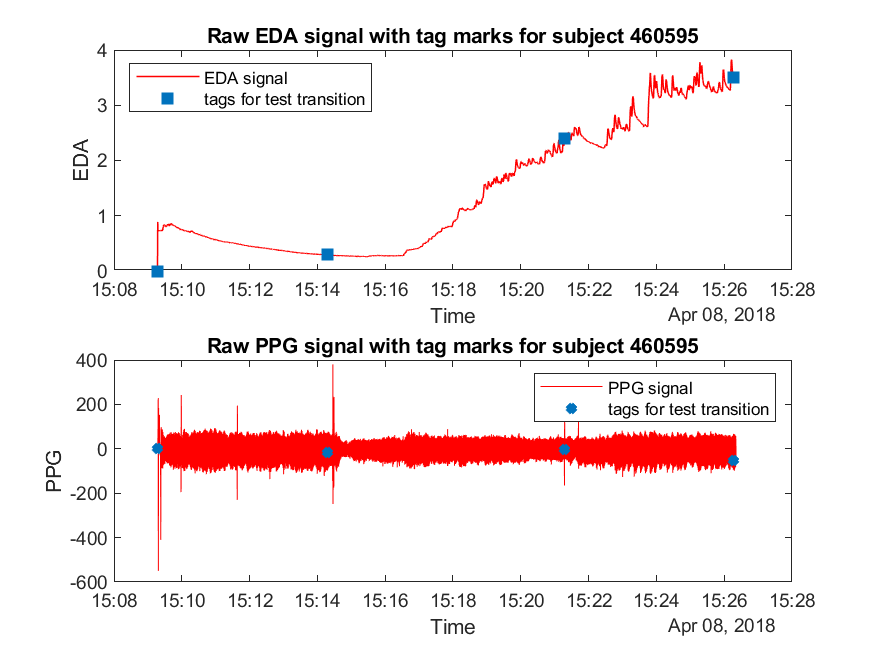 Raw EDA signal with tag marks for subject 460595
4
3
2
1
0
EDA
EDA signal
tags for test transition
15:08 15:10 15:12 15:14 15:16 15:18 15:20 15:22 15:24 15:26 15:28
Time
Apr 08, 2018
Raw PPG signal with tag marks for subject 460595
400
200
0
-200
-400
-600
PPG
PPG signal
tags for test transition
15:08 15:10 15:12 15:14 15:16 15:18 15:20 15:22 15:24 15:26 15:28
Time
Apr 08, 2018